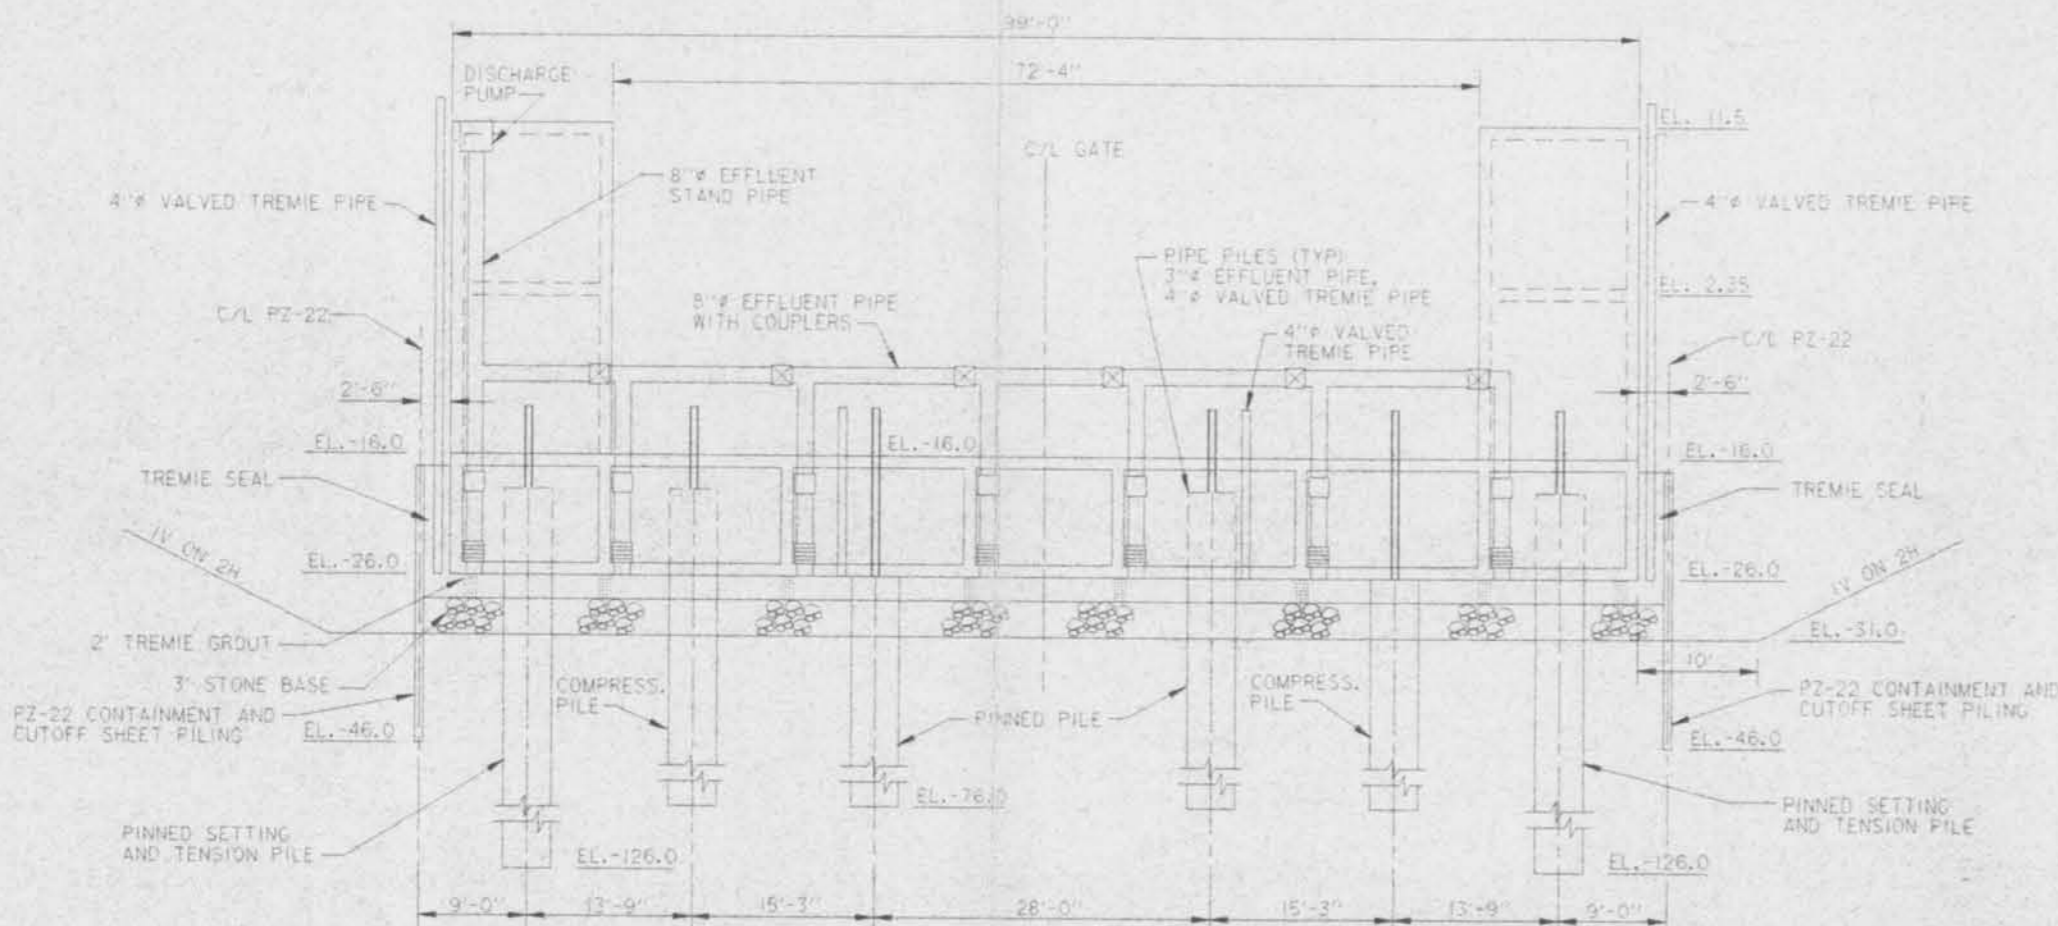 99'-0"
72'-4"
DISCHARGE
PUMP
EL. 11.5
C/L GATE
8"ø EFFLUENT
STAND PIPE
4"ø VALVED TREMIE PIPE
4"ø VALVED TREMIE PIPE
PIPE PILES (TYP)
3"ø EFFLUENT PIPE,
4"ø VALVED TREMIE PIPE
EL. 2.35
8"ø EFFLUENT PIPE
WITH COUPLERS
C/L PZ-22
4"ø VALVED
TREMIE PIPE
C/L PZ-22
2'-6"
2'-6"
EL.-16.0
EL.-16.0
EL.-16.0
TREMIE SEAL
TREMIE SEAL
1V ON 2H
EL.-26.0
EL.-26.0
1V ON 2H
2' TREMIE GROUT
EL.-31.0
10'
3' STONE BASE
COMPRESS.
PILE
COMPRESS.
PILE
PZ-22 CONTAINMENT AND
CUTOFF SHEET PILING
EL.-46.0
PINNED PILE
PZ-22 CONTAINMENT AND
CUTOFF SHEET PILING
EL.-46.0
EL.-76.0
PINNED SETTING
AND TENSION PILE
PINNED SETTING
AND TENSION PILE
EL.-126.0
EL.-126.0
9'-0"
13'-9"
15'-3"
28'-0"
15'-3"
13'-9"
9'-0"